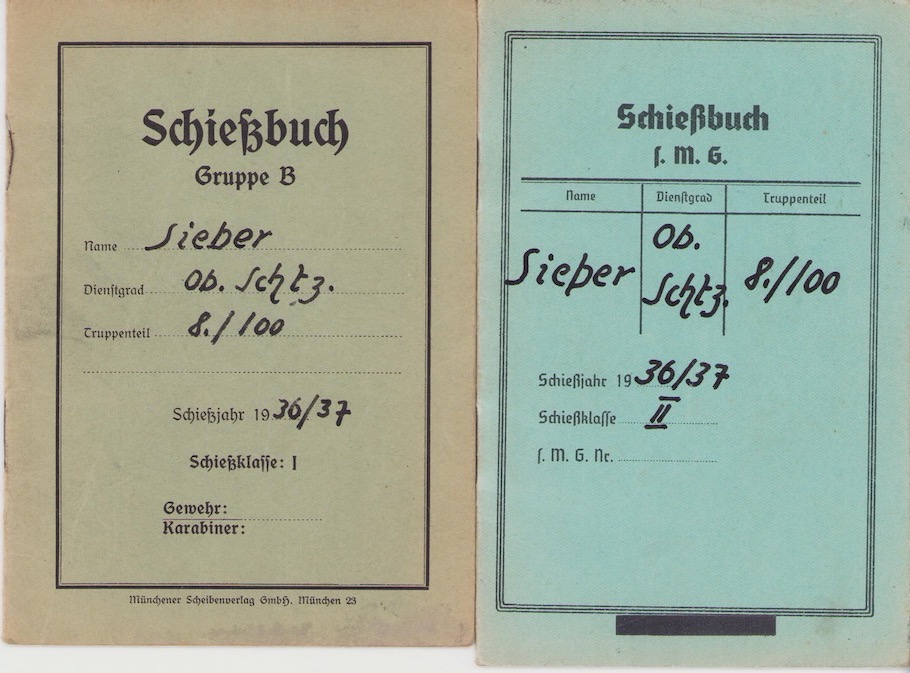 Schießbuch
Gruppe B
Name Sieber
Dienstgrad Ob. Schtz.
Truppenteil 8./100
Schießjahr 1936/37
Schießklasse: I
Gewehr:
Karabiner:
Münchener Scheibenverlag GmbH. München 23
Schießbuch
s. M. G.
Name Dienstgrad Truppenteil
Sieber Ob. Schtz. 8./100
Schießjahr 1936/37
Schießklasse II
s. M. G. Nr.